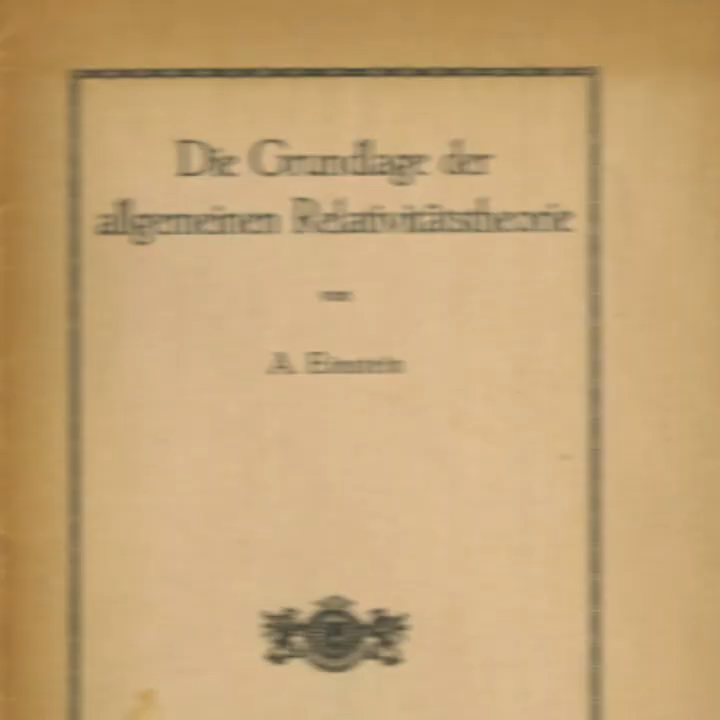 Die Grundlage der
allgemeinen Relativitätstheorie
von
A. Einstein